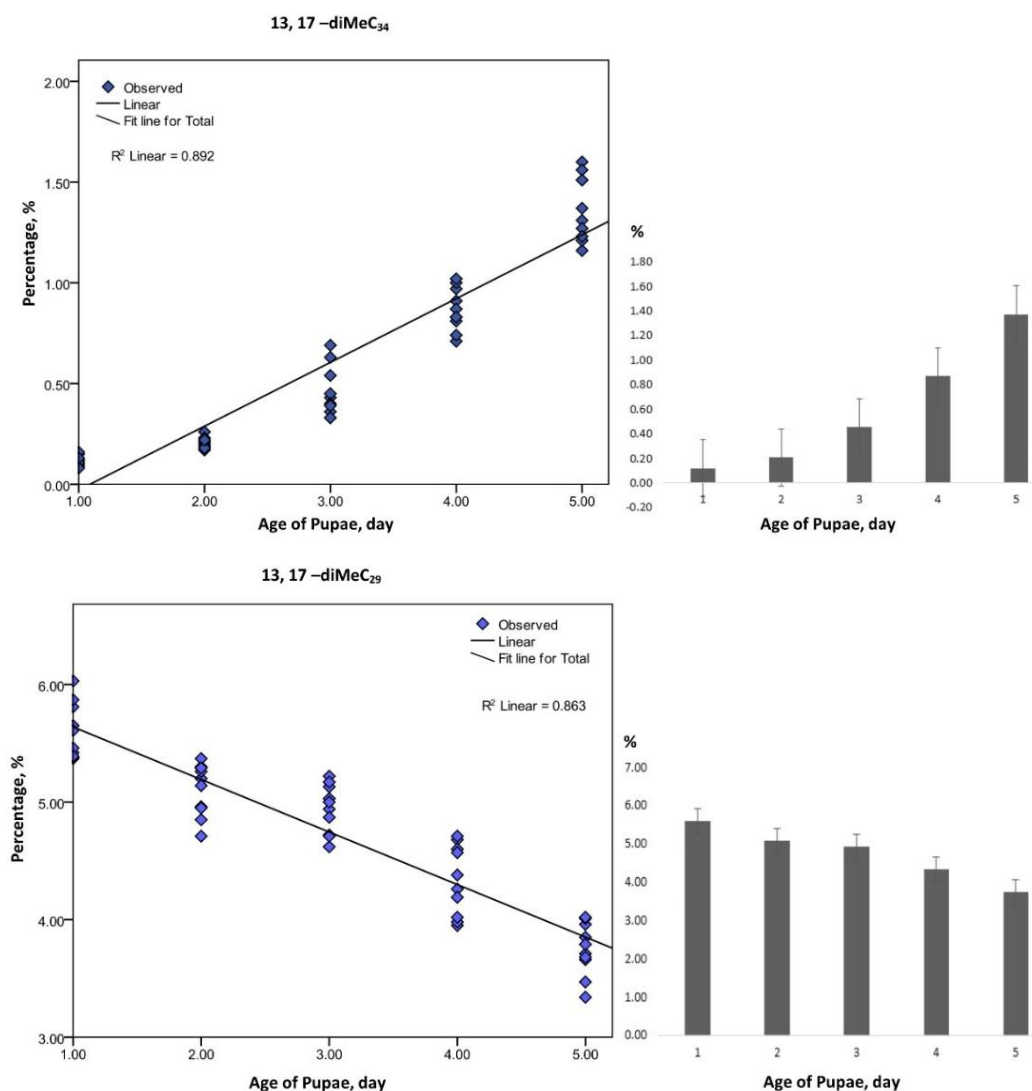 13, 17 –diMeC₃₄
2.00
1.50
1.00
0.50
0.00
Percentage, %
Observed
Linear
Fit line for Total
R² Linear = 0.892
1.00 2.00 3.00 4.00 5.00
Age of Pupae, day
%
1.80
1.60
1.40
1.20
1.00
0.80
0.60
0.40
0.20
0.00
-0.20
1 2 3 4 5
Age of Pupae, day
13, 17 –diMeC₂₉
6.00
5.00
4.00
3.00
Percentage, %
Observed
Linear
Fit line for Total
R² Linear = 0.863
1.00 2.00 3.00 4.00 5.00
Age of Pupae, day
%
7.00
6.00
5.00
4.00
3.00
2.00
1.00
0.00
1 2 3 4 5
Age of Pupae, day